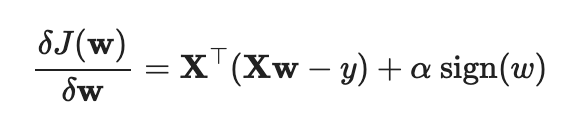 δJ(𝐰)/δ𝐰 = 𝐗^⊤(𝐗𝐰 − y) + α sign(w)